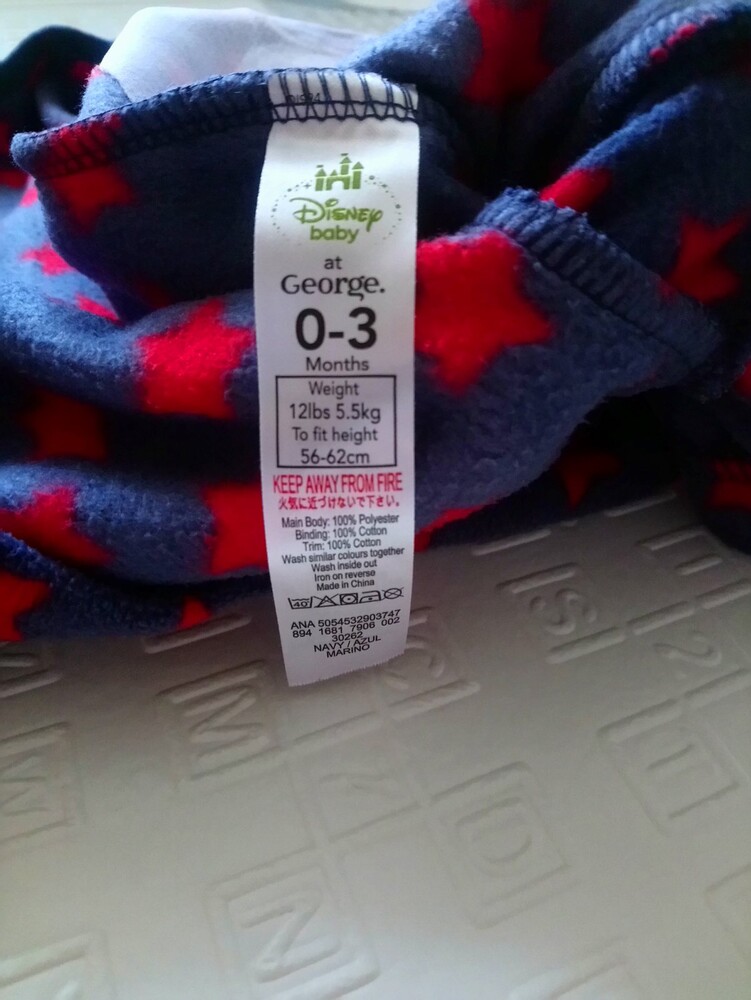 Disney
baby
at
George.
0-3
Months
Weight
12lbs 5.5kg
To fit height
56-62cm
KEEP AWAY FROM FIRE
火気に近づけないで下さい。
Main Body: 100% Polyester
Binding: 100% Cotton
Trim: 100% Cotton
Wash similar colours together
Wash inside out
Iron on reverse
Made in China
40°
ANA 5054532903747
894 1681 7906 002
30262
NAVY / AZUL
MARINO
S
M
N